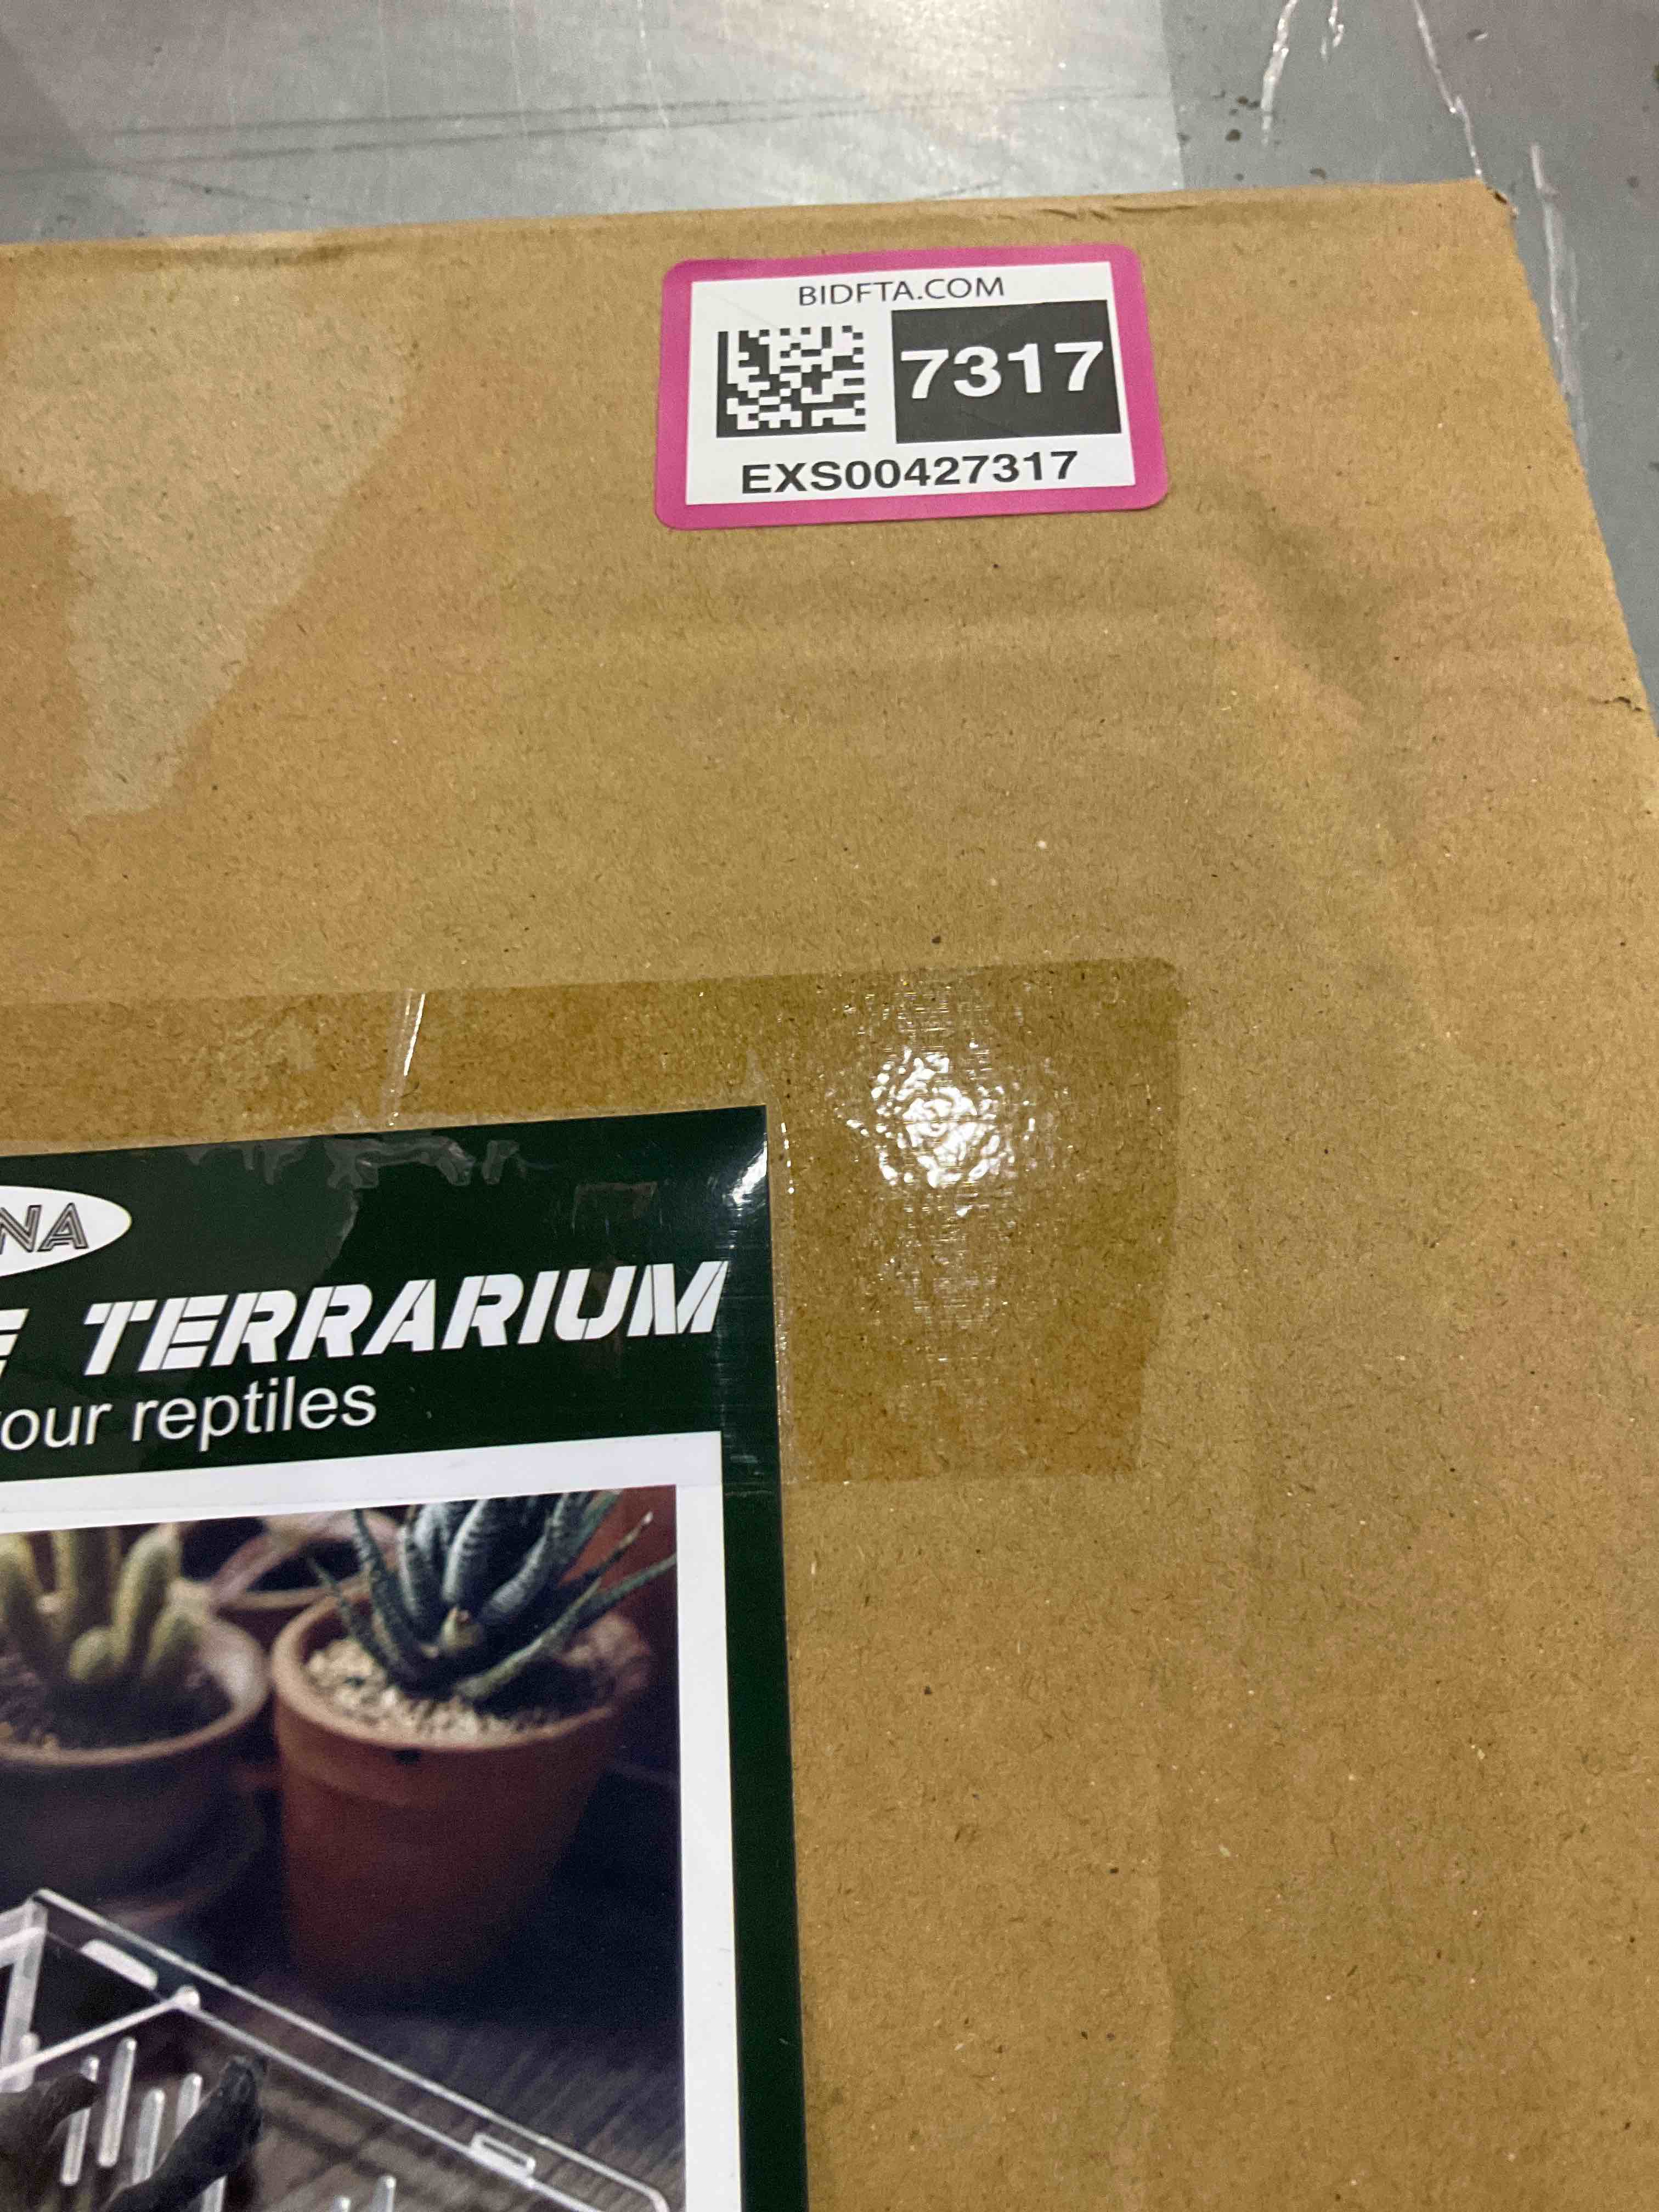 BIDFTA.COM
7317
EXS00427317
NA
E TERRARIUM
our reptiles